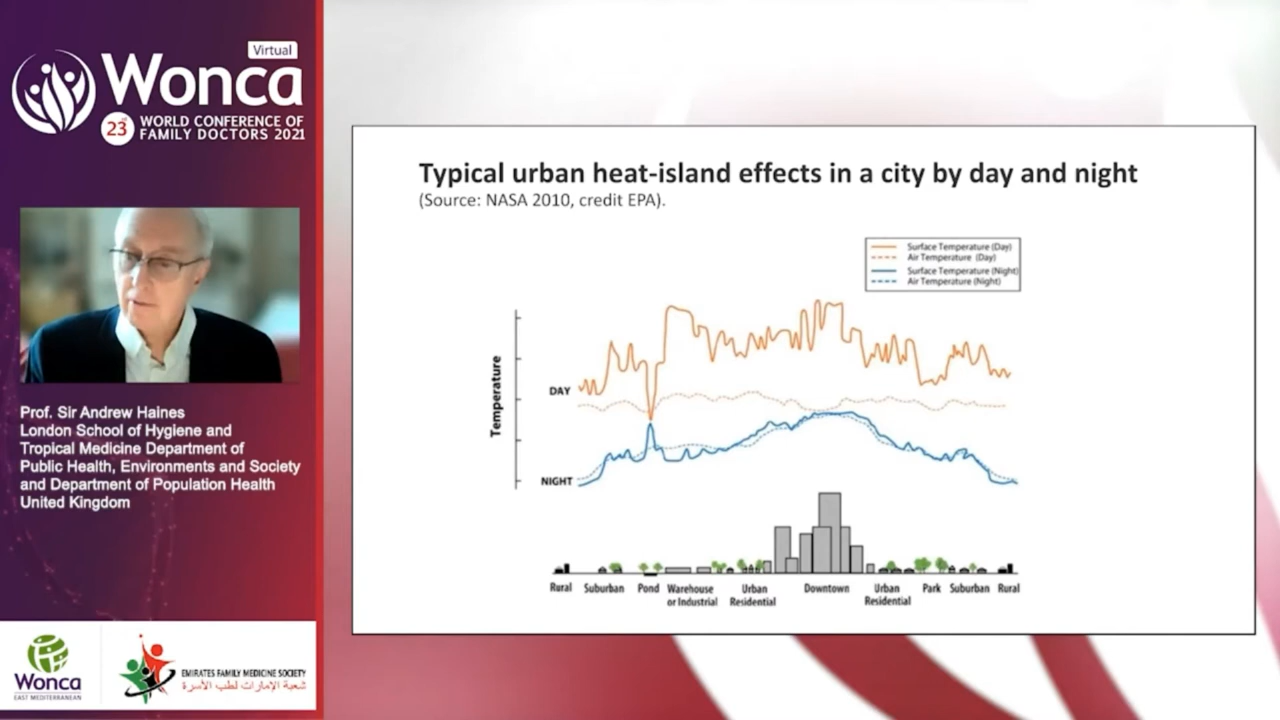 Virtual
Wonca
23rd WORLD CONFERENCE OF
FAMILY DOCTORS 2021
Prof. Sir Andrew Haines
London School of Hygiene and
Tropical Medicine Department of
Public Health, Environments and Society
and Department of Population Health
United Kingdom
Wonca
EAST MEDITERRANEAN
EMIRATES FAMILY MEDICINE SOCIETY
شعبة الإمارات لطب الأسرة
Typical urban heat-island effects in a city by day and night
(Source: NASA 2010, credit EPA).
Surface Temperature (Day)
Air Temperature (Day)
Surface Temperature (Night)
Air Temperature (Night)
Temperature
DAY
NIGHT
Rural Suburban Pond Warehouse or Industrial Urban Residential Downtown Urban Residential Park Suburban Rural